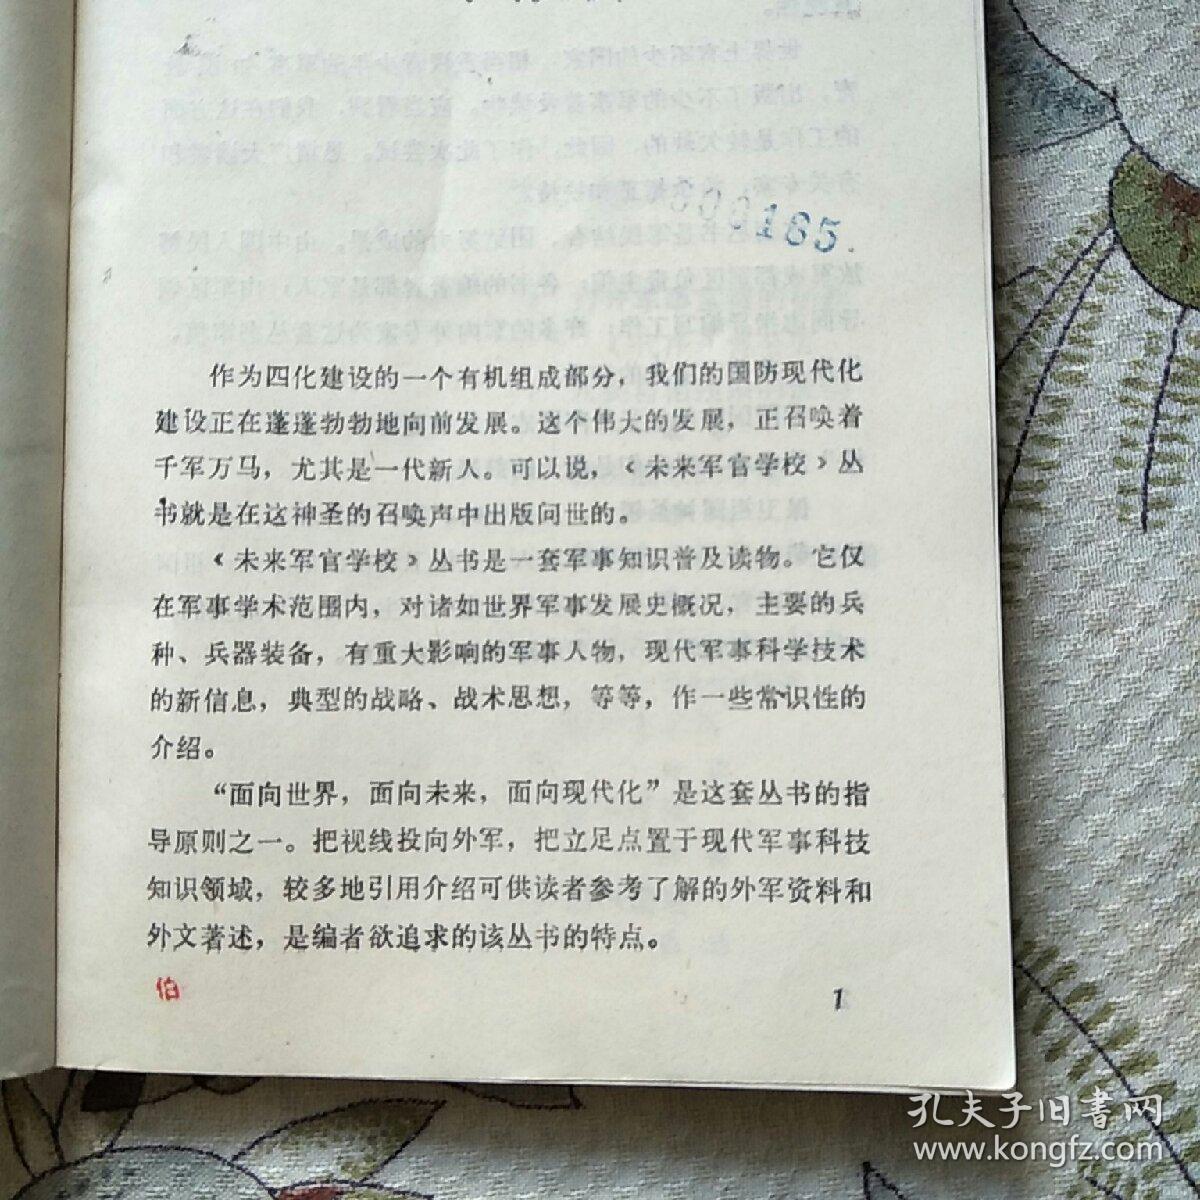 000165
作为四化建设的一个有机组成部分，我们的国防现代化
建设正在蓬蓬勃勃地向前发展。这个伟大的发展，正召唤着
千军万马，尤其是一代新人。可以说，《未来军官学校》丛
书就是在这神圣的召唤声中出版问世的。
《未来军官学校》丛书是一套军事知识普及读物。它仅
在军事学术范围内，对诸如世界军事发展史概况，主要的兵
种、兵器装备，有重大影响的军事人物，现代军事科学技术
的新信息，典型的战略、战术思想，等等，作一些常识性的
介绍。
“面向世界，面向未来，面向现代化”是这套丛书的指
导原则之一。把视线投向外军，把立足点置于现代军事科技
知识领域，较多地引用介绍可供读者参考了解的外军资料和
外文著述，是编者欲追求的该丛书的特点。
伯
1
孔夫子旧书网
www.kongfz.com